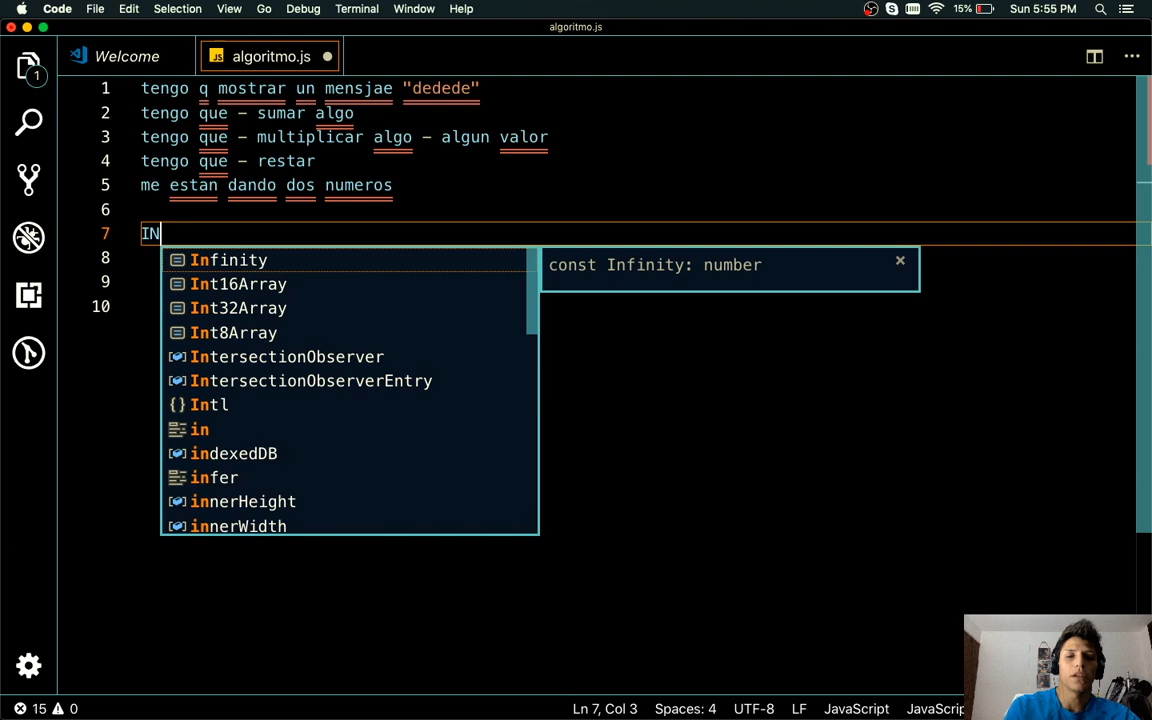 Code File Edit Selection View Go Debug Terminal Window Help 15% Sun 5:55 PM
algoritmo.js
Welcome JS algoritmo.js
1 tengo q mostrar un mensjae "dedede"
2 tengo que - sumar algo
3 tengo que - multiplicar algo - algun valor
4 tengo que - restar
5 me estan dando dos numeros
6
7 IN
8 Infinity const Infinity: number ×
9 Int16Array
10 Int32Array
Int8Array
IntersectionObserver
IntersectionObserverEntry
Intl
in
indexedDB
infer
innerHeight
innerWidth
1
15 0 Ln 7, Col 3 Spaces: 4 UTF-8 LF JavaScript JavaScrip